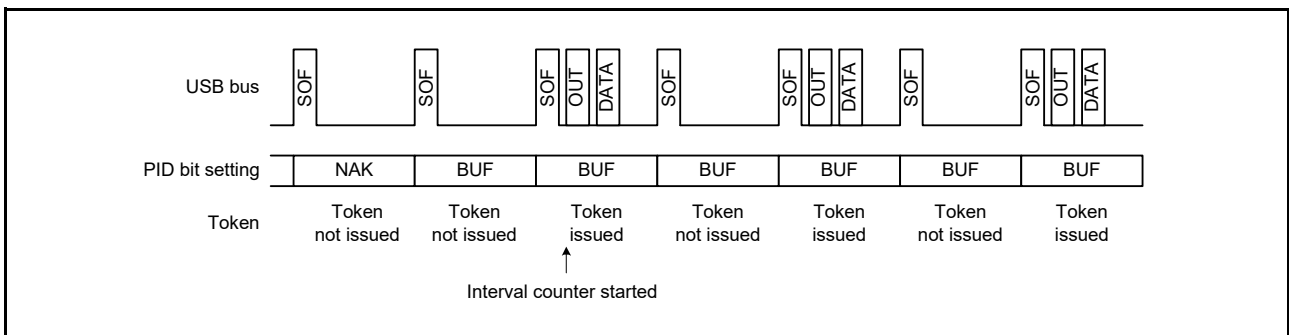 USB bus
SOF
SOF
SOF
OUT
DATA
SOF
SOF
OUT
DATA
SOF
SOF
OUT
DATA
PID bit setting
NAK
BUF
BUF
BUF
BUF
BUF
BUF
Token
Token
not issued
Token
not issued
Token
issued
Token
not issued
Token
issued
Token
not issued
Token
issued
Interval counter started